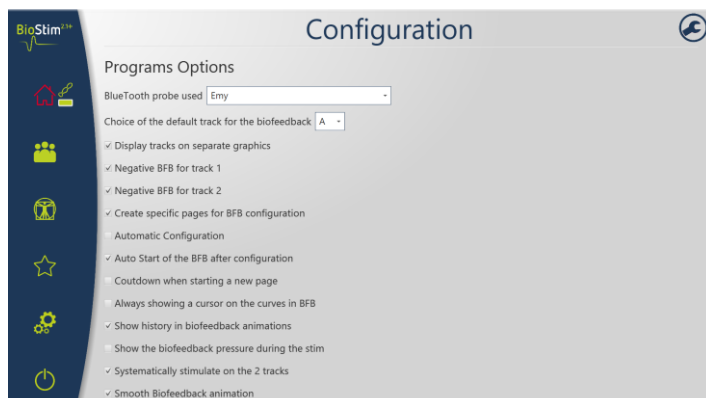 BioStim 2.1+
Configuration
Programs Options
BlueTooth probe used Emy
Choice of the default track for the biofeedback A
Display tracks on separate graphics
Negative BFB for track 1
Negative BFB for track 2
Create specific pages for BFB configuration
Automatic Configuration
Auto Start of the BFB after configuration
Coutdown when starting a new page
Always showing a cursor on the curves in BFB
Show history in biofeedback animations
Show the biofeedback pressure during the stim
Systematically stimulate on the 2 tracks
Smooth Biofeedback animation